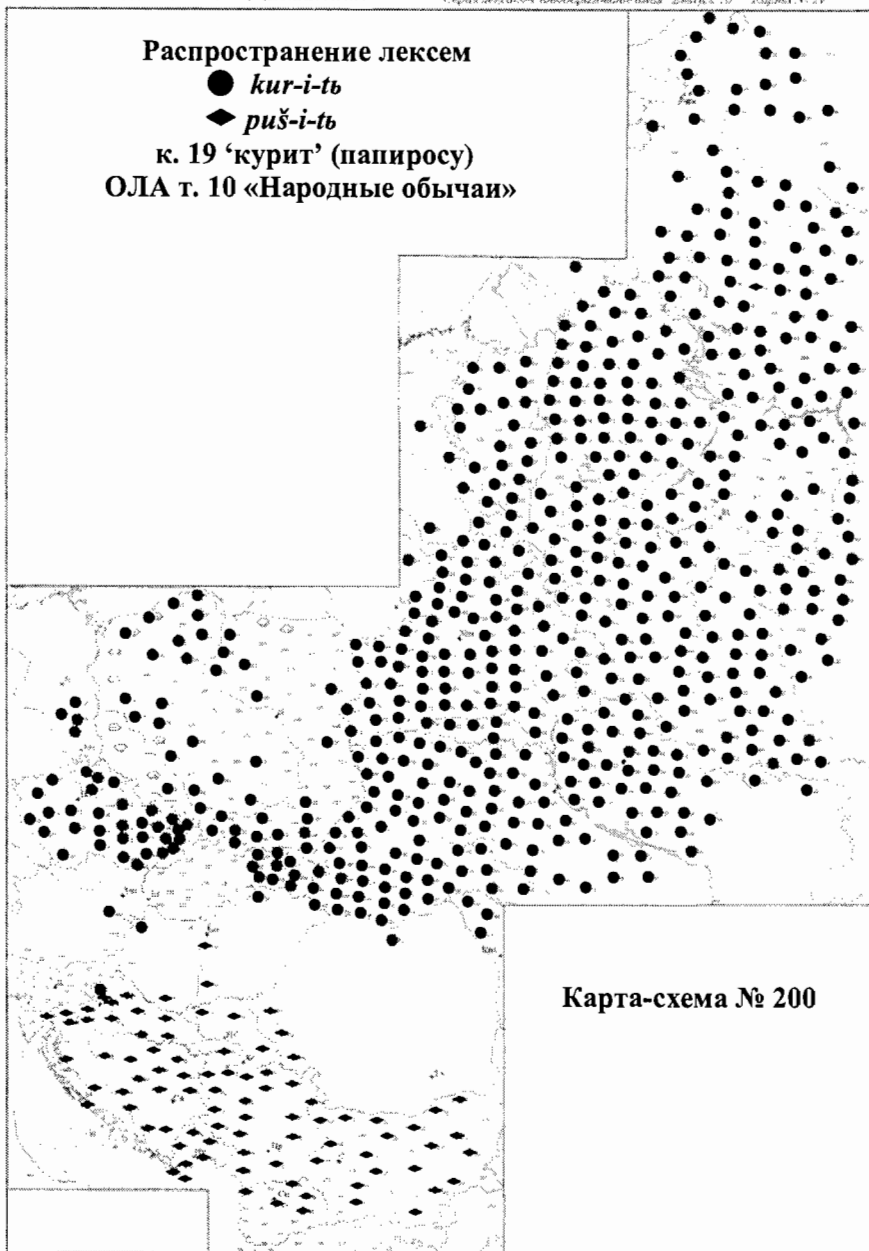 Распространение лексем
kur-i-tь
puš-i-tь
к. 19 ‘курит’ (папиросу)
ОЛА т. 10 «Народные обычаи»
Карта-схема № 200